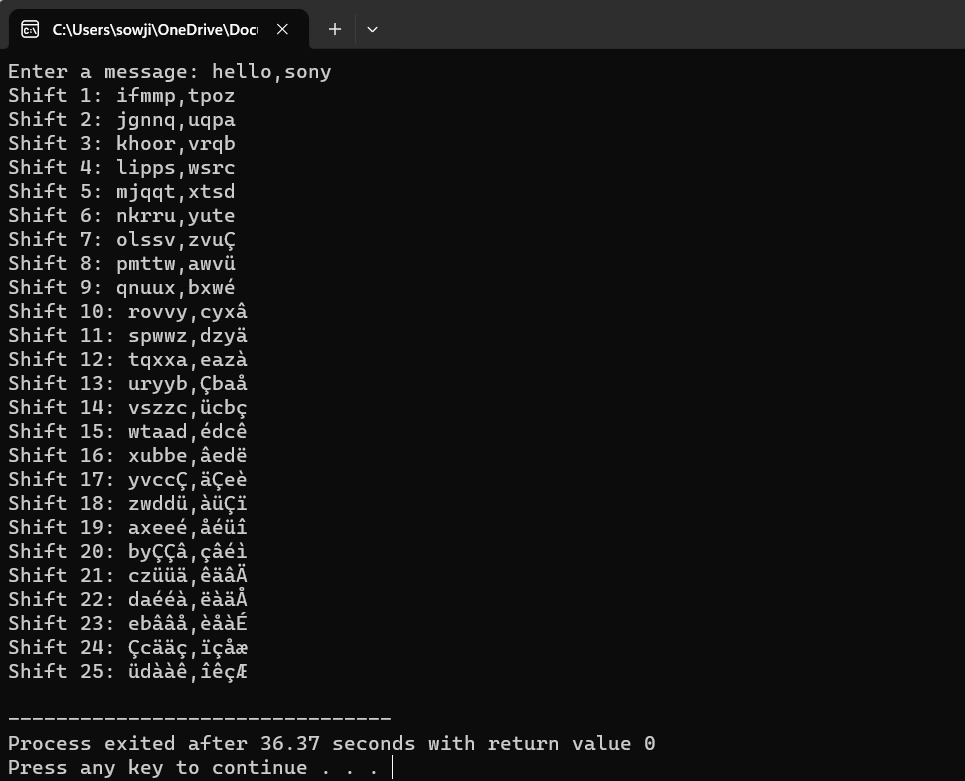 C:\Users\sowji\OneDrive\Doc
Enter a message: hello,sony
Shift 1: ifmmp,tpoz
Shift 2: jgnnq,uqpa
Shift 3: khoor,vrqb
Shift 4: lipps,wsrc
Shift 5: mjqqt,xtsd
Shift 6: nkrru,yute
Shift 7: olssv,zvuÇ
Shift 8: pmttw,awvü
Shift 9: qnuux,bxwé
Shift 10: rovvy,cyxâ
Shift 11: spwwz,dzyä
Shift 12: tqxxa,eazà
Shift 13: uryyb,Çbaå
Shift 14: vszzc,ücbç
Shift 15: wtaad,édcê
Shift 16: xubbe,âedë
Shift 17: yvccÇ,äÇeè
Shift 18: zwddü,àüÇï
Shift 19: axeeé,åéüî
Shift 20: byÇÇâ,çâéì
Shift 21: czüüä,êäâÄ
Shift 22: daééà,ëàäÅ
Shift 23: ebââå,èåàÉ
Shift 24: Çcääç,ïçåæ
Shift 25: üdààê,îêçÆ
--------------------------------
Process exited after 36.37 seconds with return value 0
Press any key to continue . . .